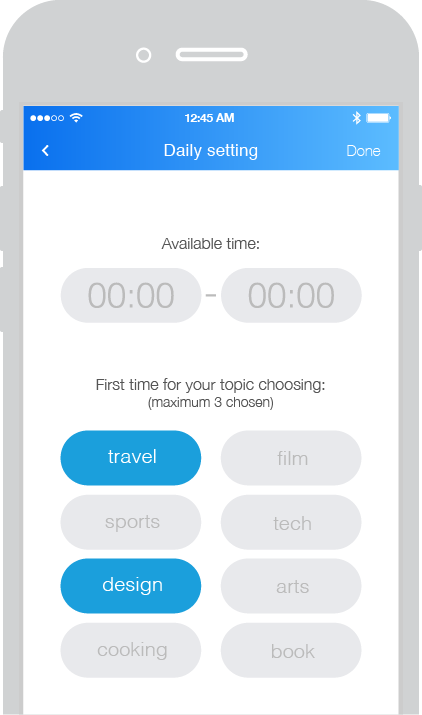 12:45 AM
Daily setting
Done
Available time:
00:00 - 00:00
First time for your topic choosing:
(maximum 3 chosen)
travel film
sports tech
design arts
cooking book